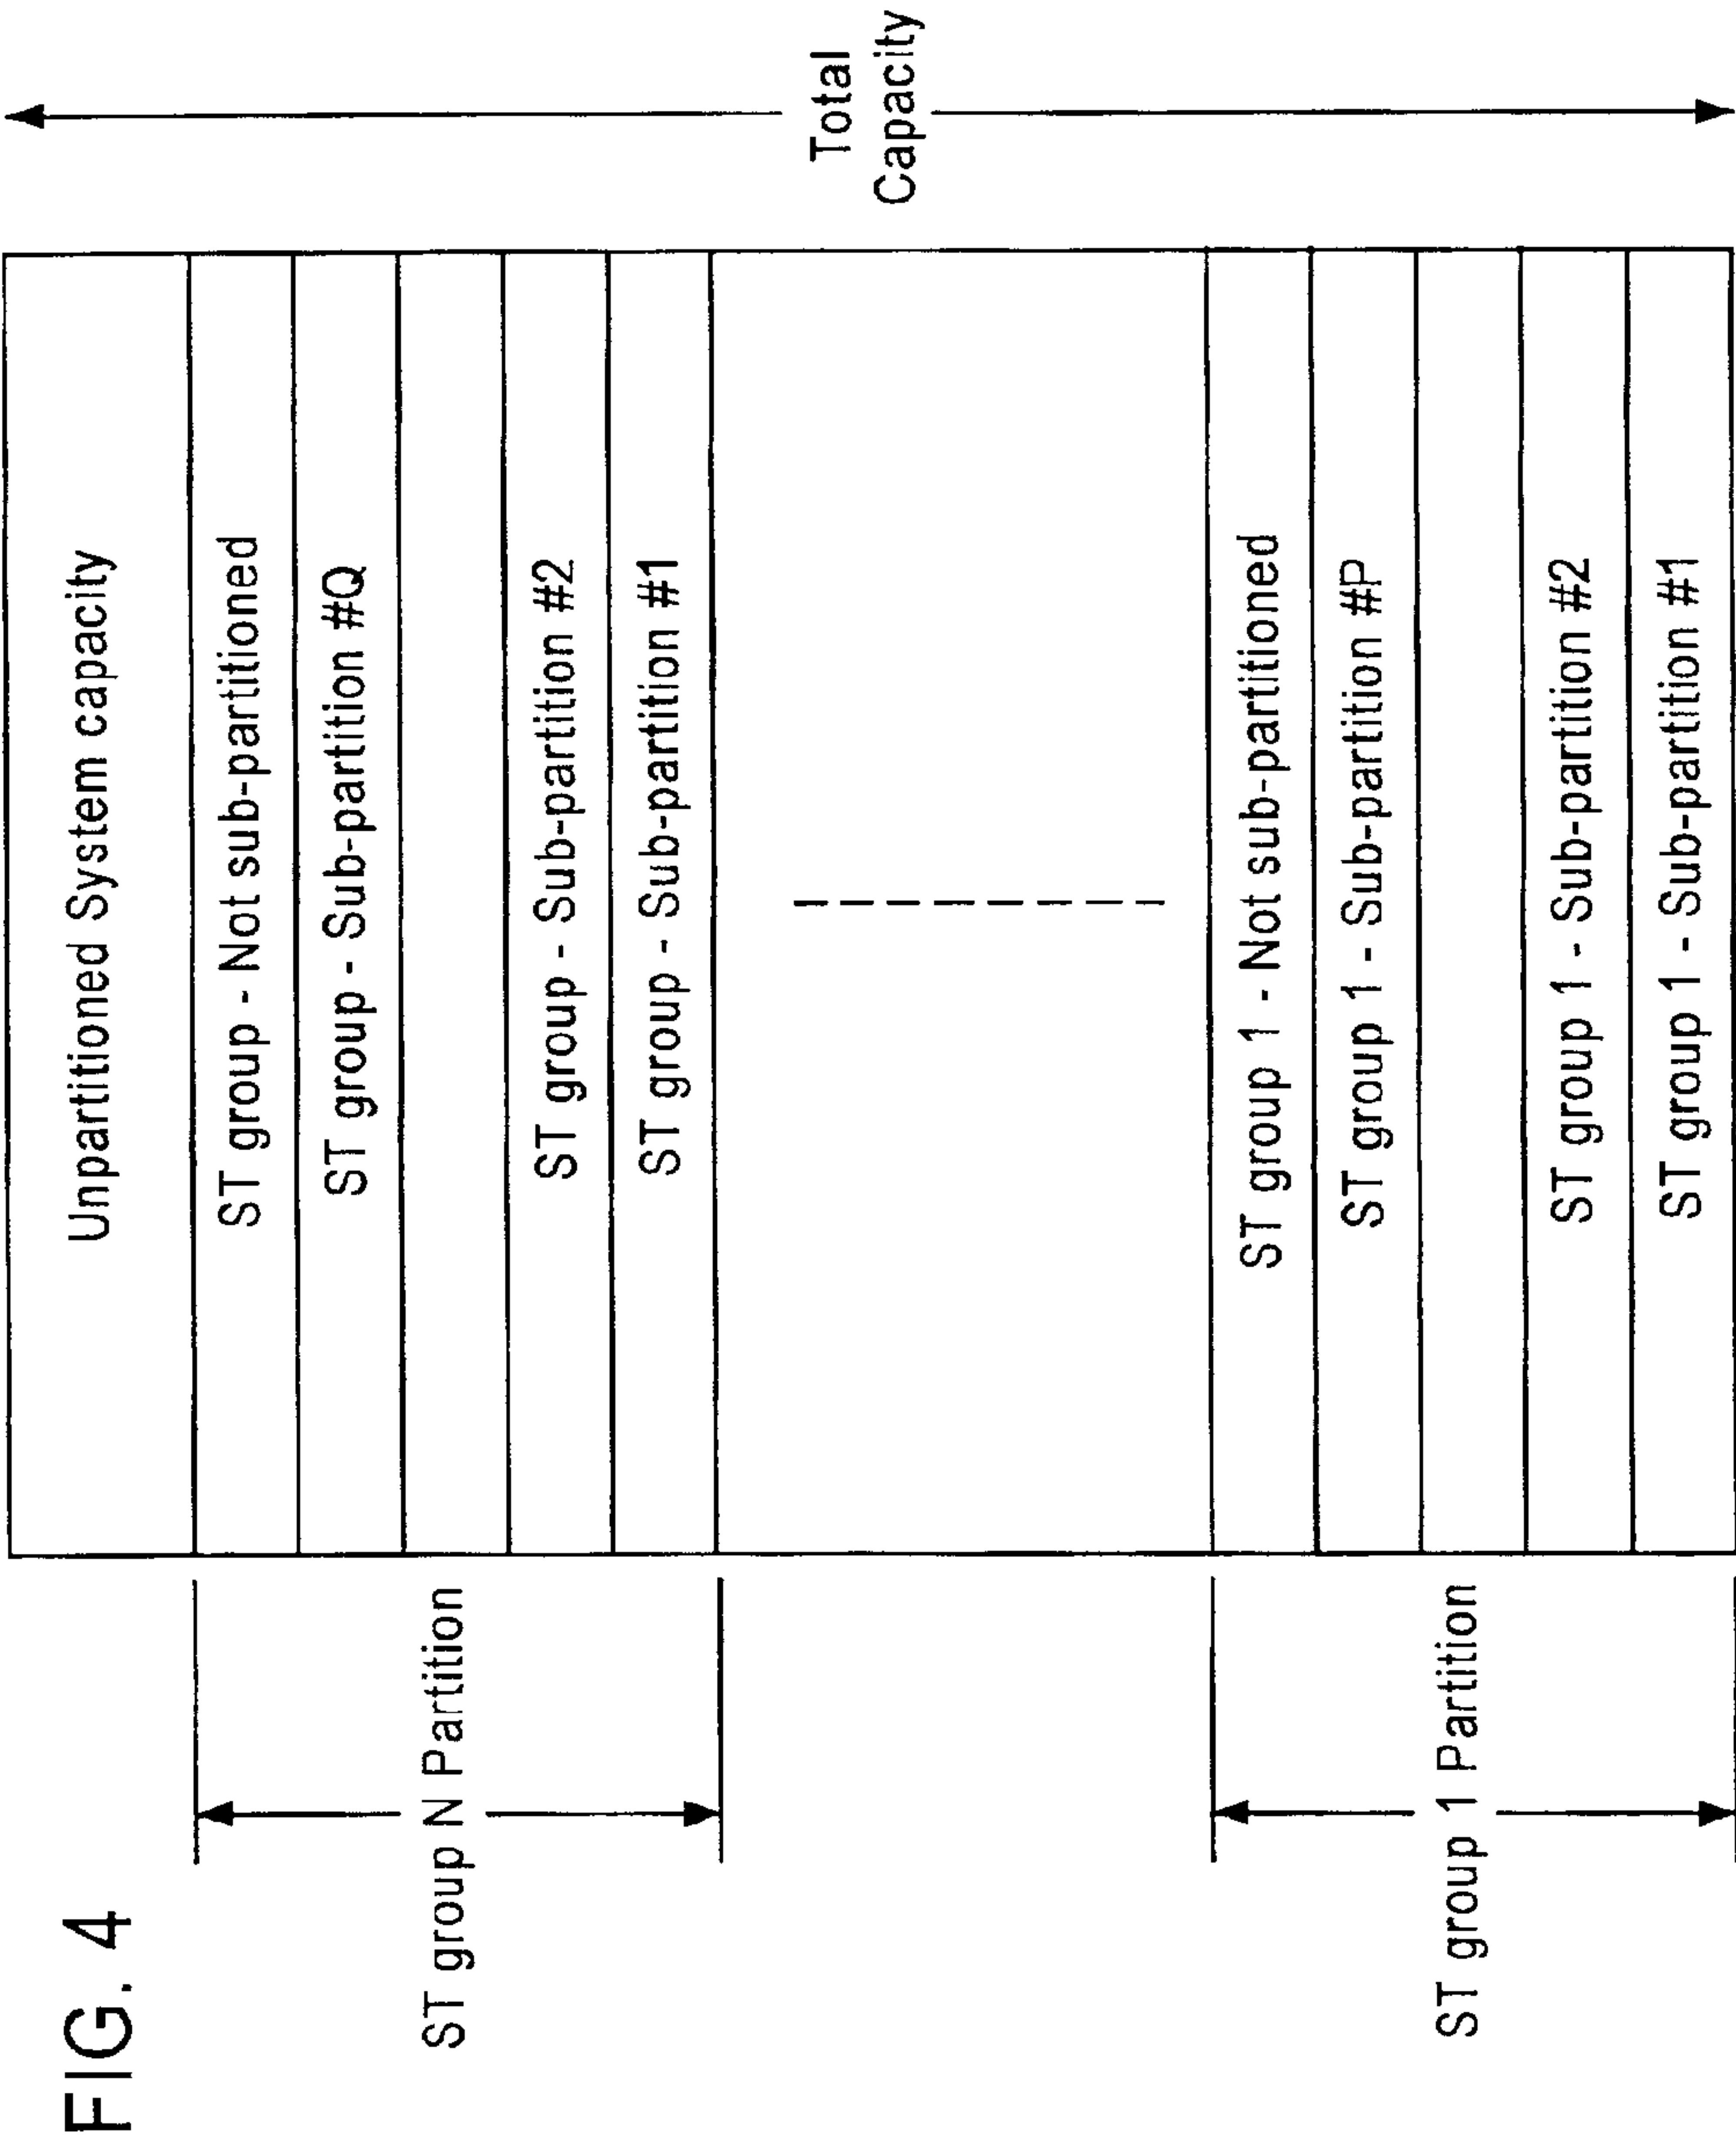 FIG. 4
Total
Capacity
Unpartitioned System capacity
ST group - Not sub-partitioned
ST group - Sub-partition #Q
ST group - Sub-partition #2
ST group - Sub-partition #1
ST group N Partition
ST group 1 - Not sub-partitioned
ST group 1 - Sub-partition #P
ST group 1 - Sub-partition #2
ST group 1 - Sub-partition #1
ST group 1 Partition